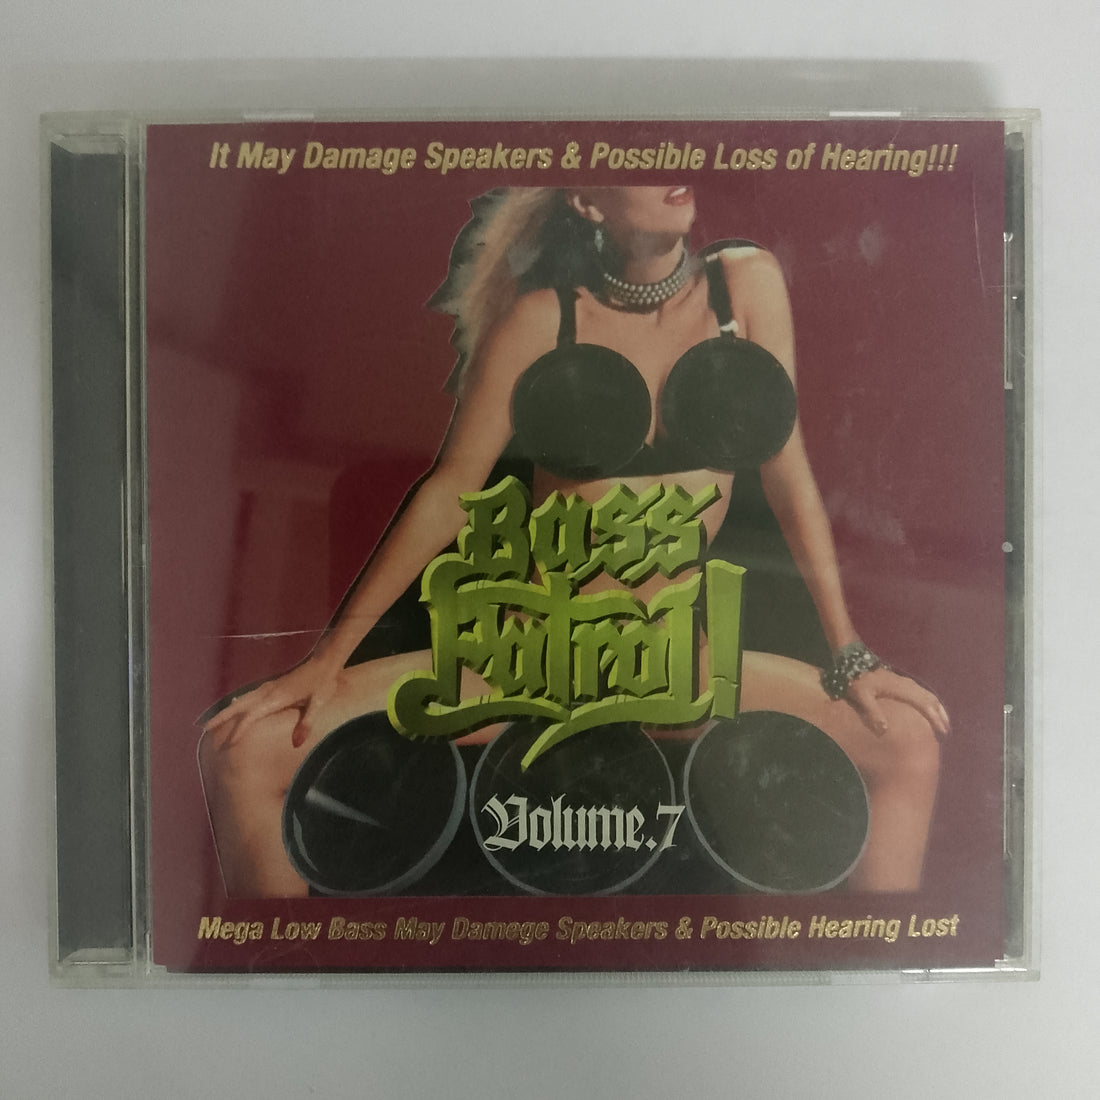 It May Damage Speakers & Possible Loss of Hearing!!!
Bass
Patrol!
Volume.7
Mega Low Bass May Damege Speakers & Possible Hearing Lost